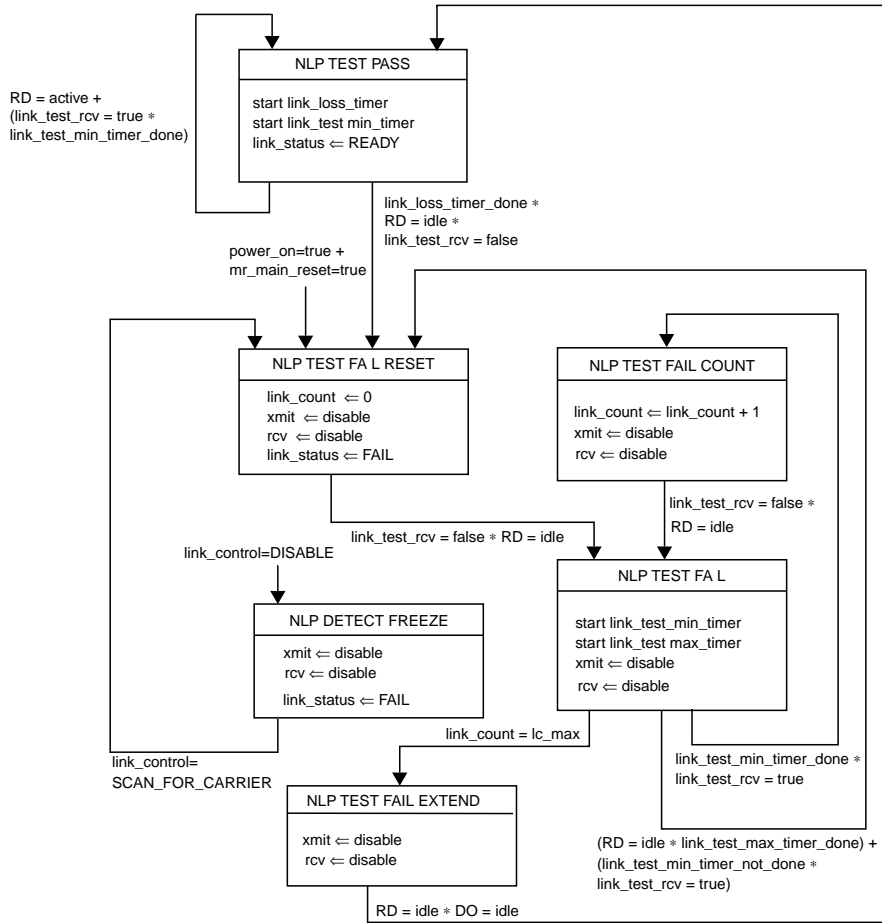 NLP TEST PASS
RD = active +
(link_test_rcv = true *
link_test_min_timer_done)
start link_loss_timer
start link_test min_timer
link_status ⇐ READY
link_loss_timer_done *
RD = idle *
link_test_rcv = false
power_on=true +
mr_main_reset=true
NLP TEST FA L RESET
link_count ⇐ 0
xmit ⇐ disable
rcv ⇐ disable
link_status ⇐ FAIL
NLP TEST FAIL COUNT
link_count ⇐ link_count + 1
xmit ⇐ disable
rcv ⇐ disable
link_test_rcv = false *
RD = idle
link_test_rcv = false * RD = idle
link_control=DISABLE
NLP DETECT FREEZE
xmit ⇐ disable
rcv ⇐ disable
link_status ⇐ FAIL
NLP TEST FA L
start link_test_min_timer
start link_test max_timer
xmit ⇐ disable
rcv ⇐ disable
link_count = lc_max
link_control=
SCAN_FOR_CARRIER
link_test_min_timer_done *
link_test_rcv = true
NLP TEST FAIL EXTEND
xmit ⇐ disable
rcv ⇐ disable
(RD = idle * link_test_max_timer_done) +
(link_test_min_timer_not_done *
link_test_rcv = true)
RD = idle * DO = idle